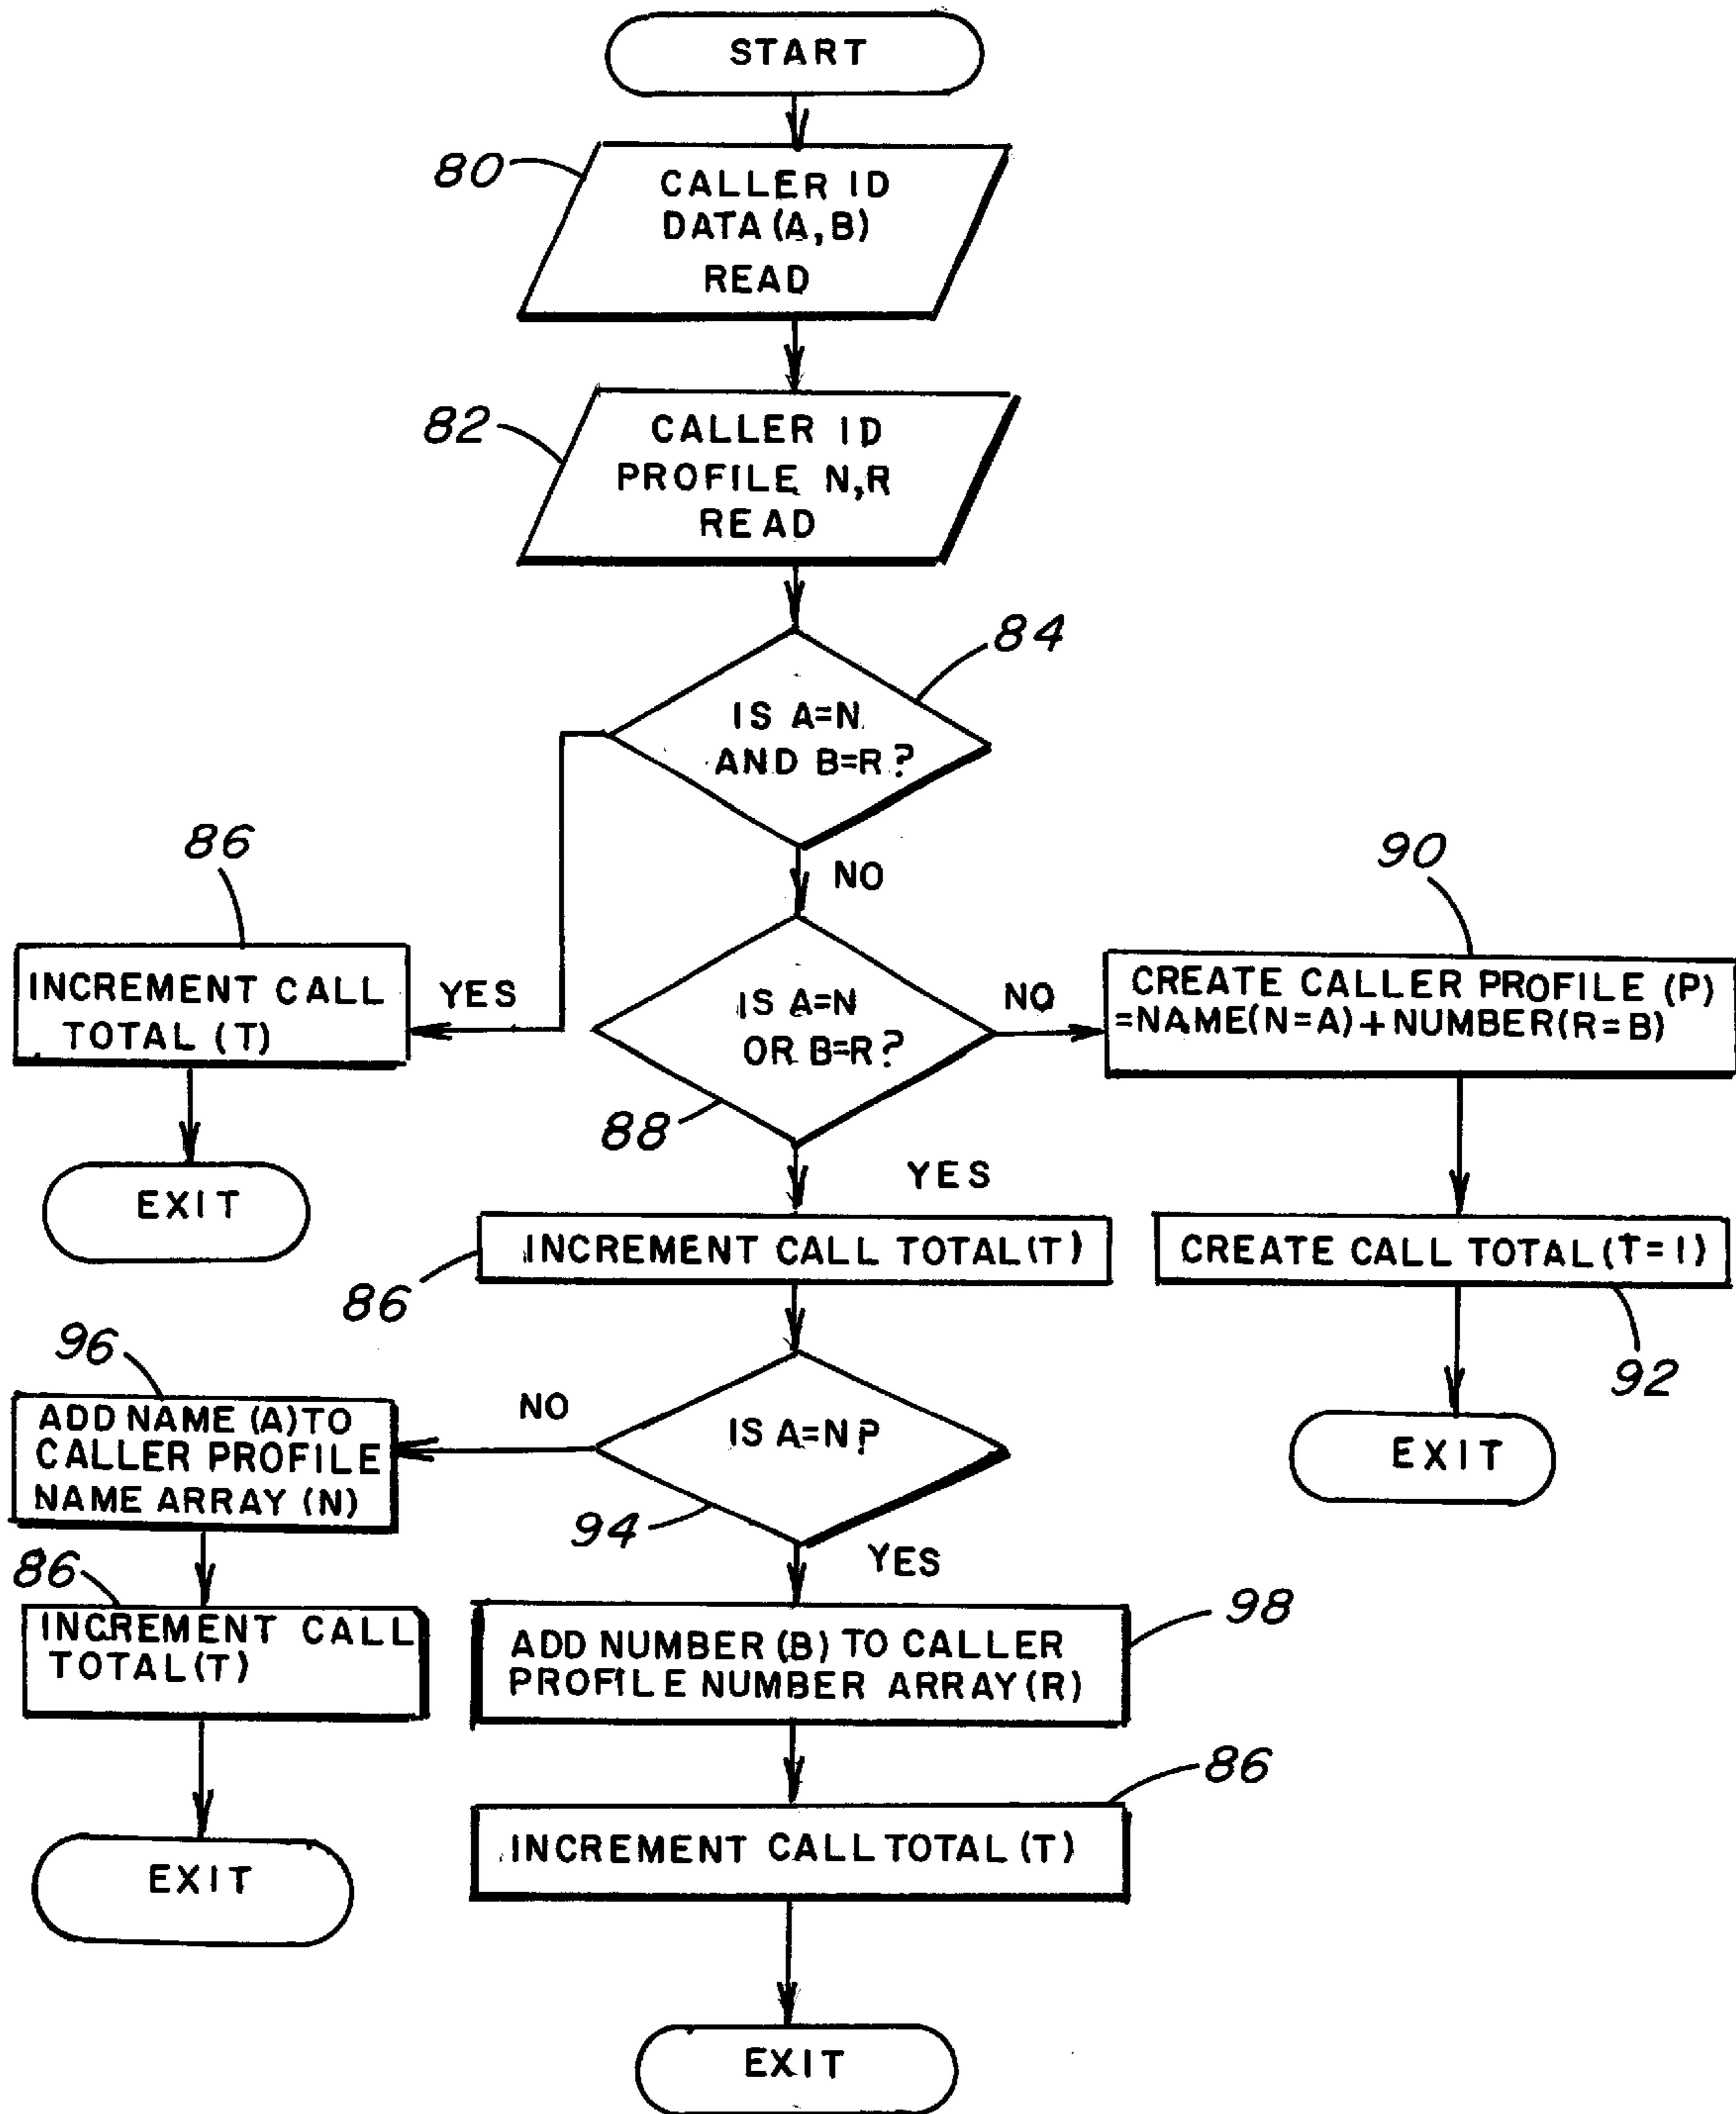 START
80
CALLER ID
DATA (A,B)
READ
82
CALLER ID
PROFILE N,R
READ
84
IS A=N
AND B=R?
NO
86
INCREMENT CALL
TOTAL (T)
YES
EXIT
IS A=N
OR B=R?
88
NO
90
CREATE CALLER PROFILE (P)
=NAME(N=A)+NUMBER(R=B)
YES
INCREMENT CALL TOTAL(T)
86
CREATE CALL TOTAL(T=1)
92
EXIT
IS A=N?
94
NO
96
ADD NAME (A) TO
CALLER PROFILE
NAME ARRAY (N)
86
INCREMENT CALL
TOTAL(T)
EXIT
YES
98
ADD NUMBER (B) TO CALLER
PROFILE NUMBER ARRAY(R)
86
INCREMENT CALL TOTAL (T)
EXIT